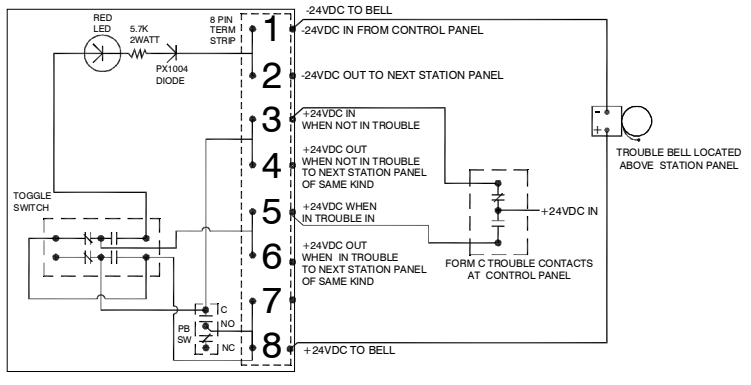 -24VDC TO BELL
RED
LED
5.7K
2WATT
PX1004
DIODE
8 PIN
TERM
STRIP
1
-24VDC IN FROM CONTROL PANEL
2
-24VDC OUT TO NEXT STATION PANEL
3
+24VDC IN
WHEN NOT IN TROUBLE
4
+24VDC OUT
WHEN NOT IN TROUBLE
TO NEXT STATION PANEL
OF SAME KIND
-
+
TROUBLE BELL LOCATED
ABOVE STATION PANEL
TOGGLE
SWITCH
5
+24VDC WHEN
IN TROUBLE IN
+24VDC IN
6
+24VDC OUT
WHEN IN TROUBLE
TO NEXT STATION PANEL
OF SAME KIND
FORM C TROUBLE CONTACTS
AT CONTROL PANEL
7
PB
SW
C
NO
NC
8
+24VDC TO BELL